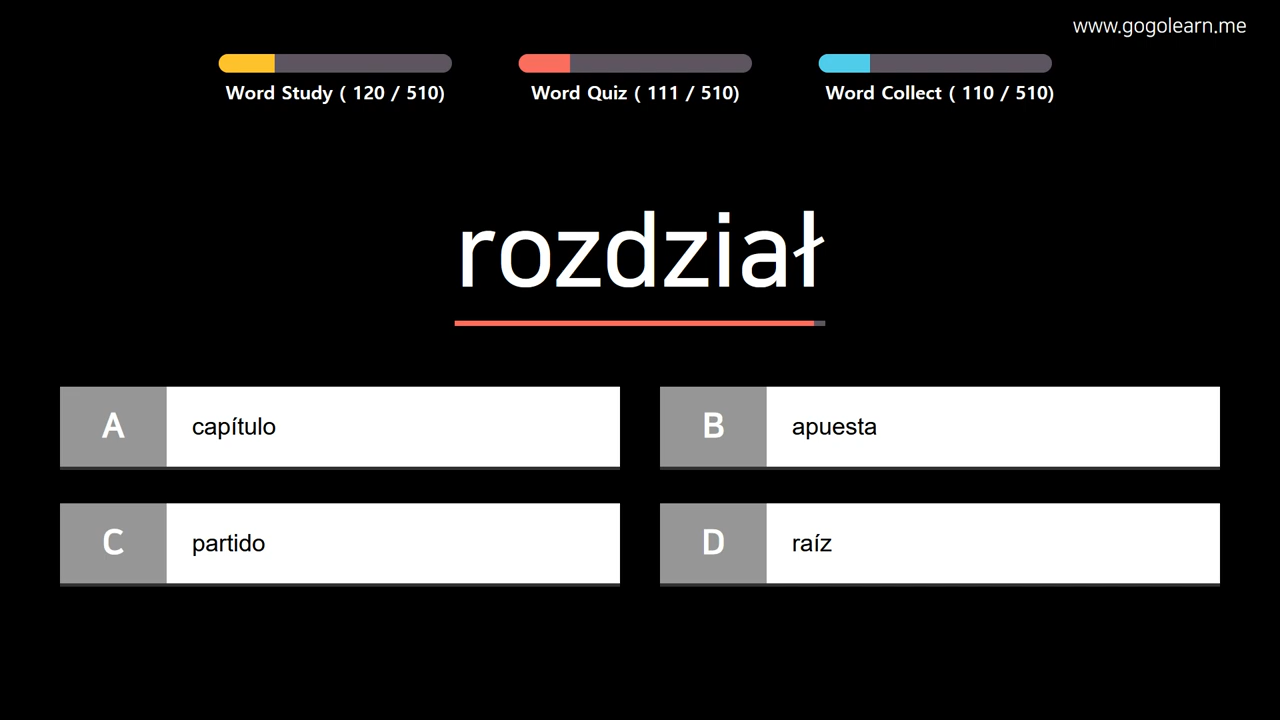 www.gogolearn.me
Word Study ( 120 / 510)
Word Quiz ( 111 / 510)
Word Collect ( 110 / 510)
rozdział
A capítulo
B apuesta
C partido
D raíz